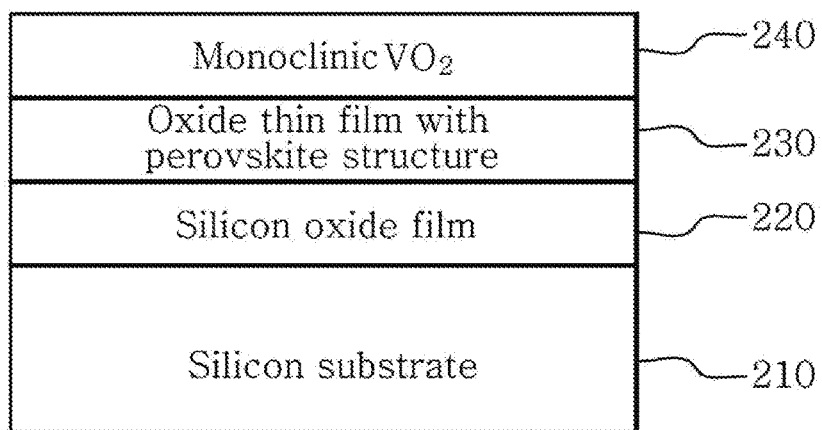 Monoclinic VO₂
240
Oxide thin film with
perovskite structure
230
Silicon oxide film
220
Silicon substrate
210